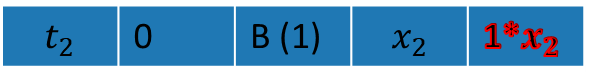 t₂ 0 B (1) x₂ 1*x₂